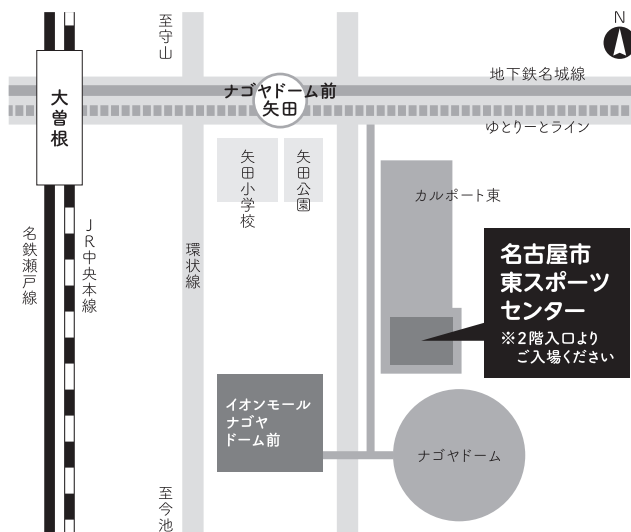 至守山
N
地下鉄名城線
ナゴヤドーム前
矢田
大曽根
ゆとりーとライン
矢田小学校
矢田公園
カルポート東
名鉄瀬戸線
JR中央本線
環状線
名古屋市
東スポーツ
センター
※2階入口より
ご入場ください
イオンモール
ナゴヤ
ドーム前
ナゴヤドーム
至今池